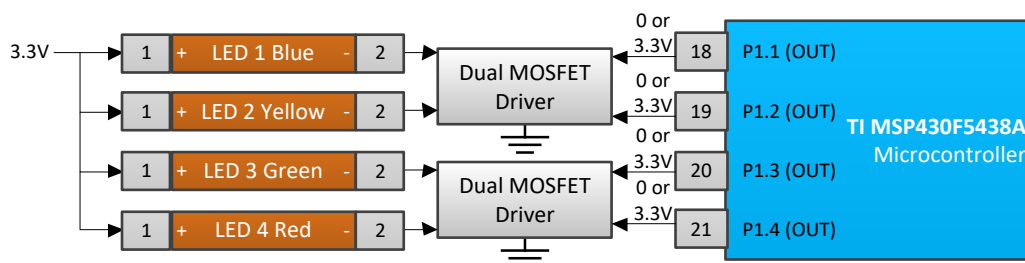 3.3V
1 + LED 1 Blue - 2
1 + LED 2 Yellow - 2
1 + LED 3 Green - 2
1 + LED 4 Red - 2
Dual MOSFET
Driver
Dual MOSFET
Driver
0 or
3.3V
0 or
3.3V
0 or
3.3V
0 or
3.3V
18 P1.1 (OUT)
19 P1.2 (OUT)
20 P1.3 (OUT)
21 P1.4 (OUT)
TI MSP430F5438A
Microcontroller